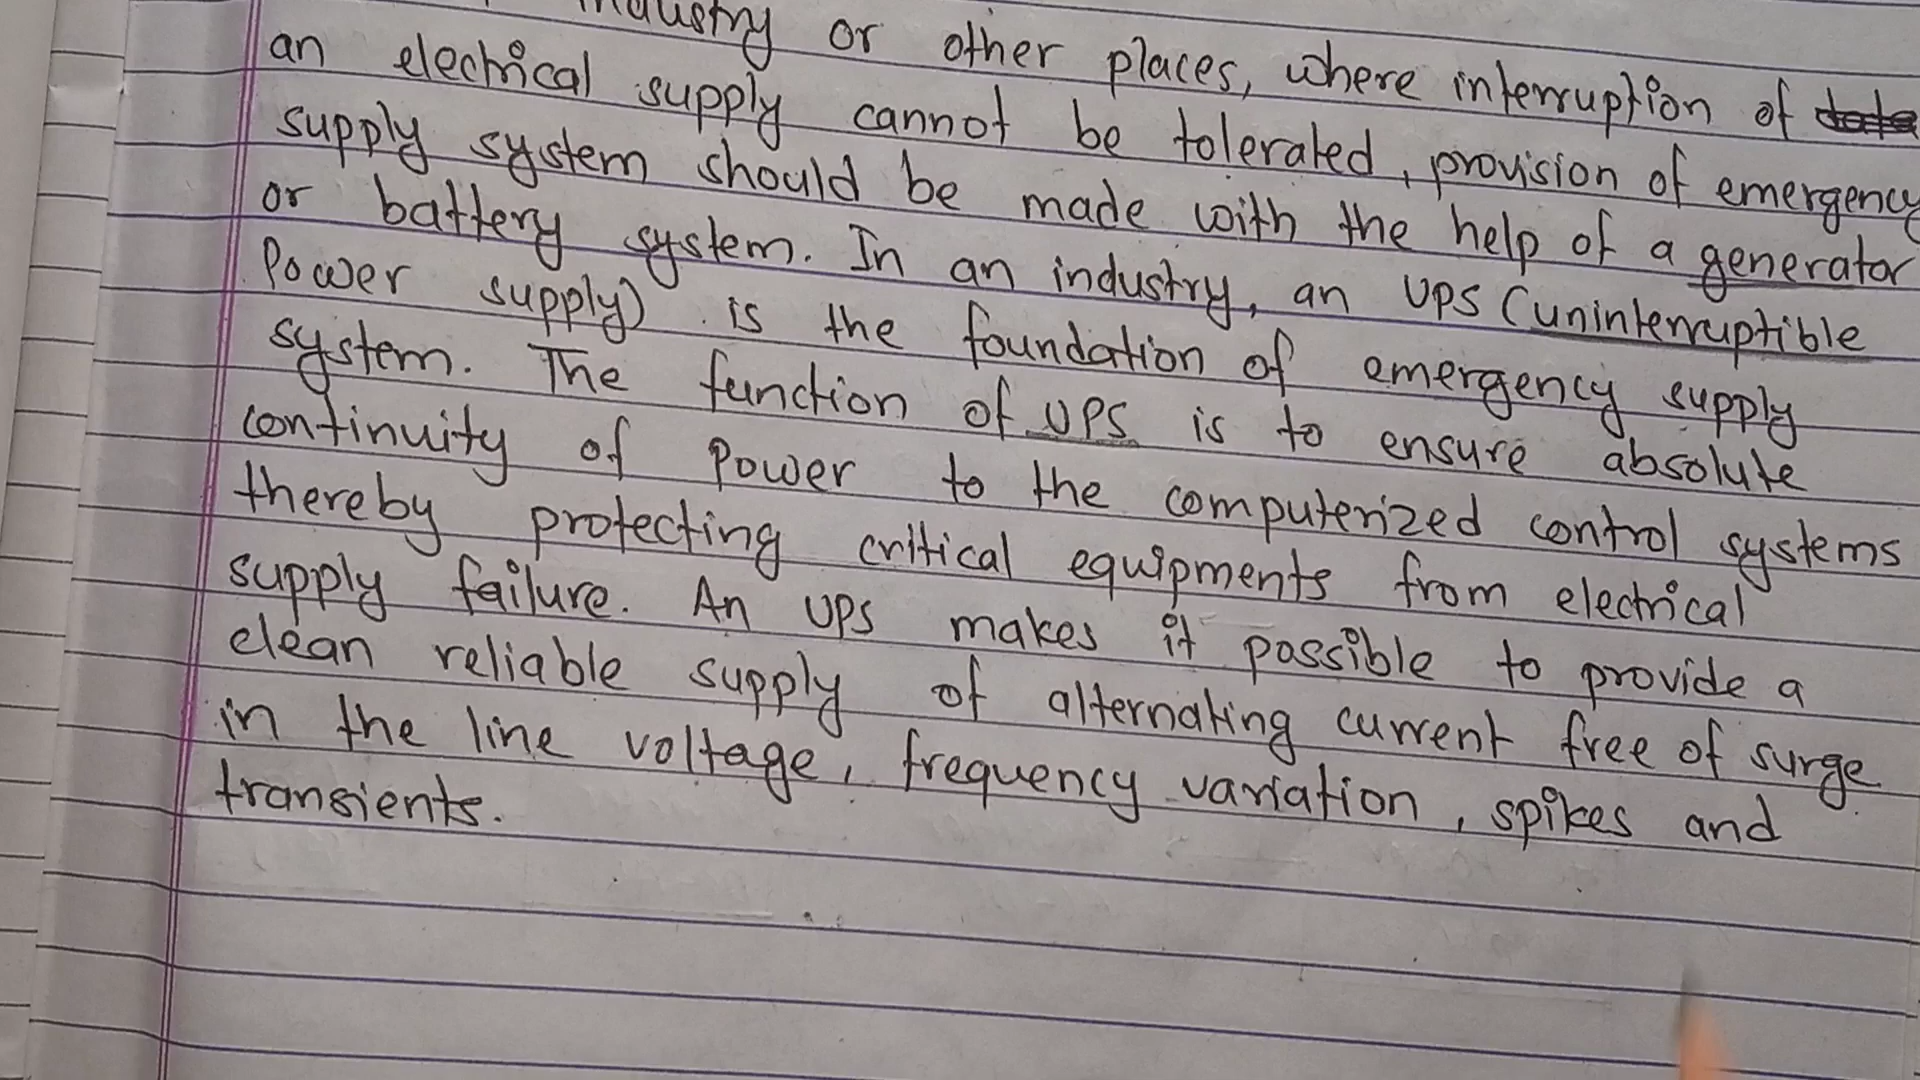 industry or other places, where interruption of
an electrical supply cannot be tolerated, provision of emergency
supply system should be made with the help of a generator
or battery system. In an industry, an UPS (uninterruptible
Power supply) is the foundation of emergency supply
system. The function of UPS is to ensure absolute
continuity of power to the computerized control systems
thereby protecting critical equipments from electrical
supply failure. An UPS makes it possible to provide a
clean reliable supply of alternating current free of surge
in the line voltage, frequency variation, spikes and
transients.